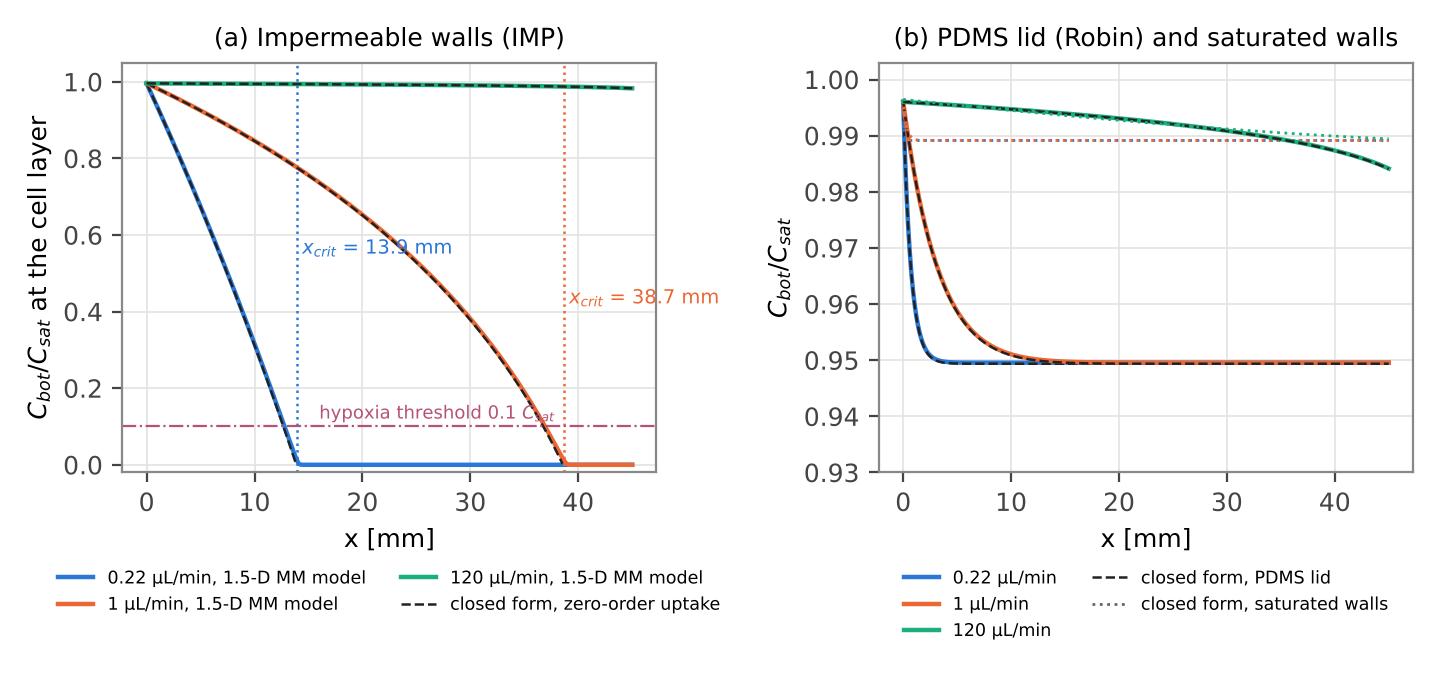 (a) Impermeable walls (IMP)
C_bot/C_sat at the cell layer
1.0
0.8
0.6
0.4
0.2
0.0
x_crit = 13.9 mm
x_crit = 38.7 mm
hypoxia threshold 0.1 C_sat
0 10 20 30 40
x [mm]
0.22 µL/min, 1.5-D MM model
1 µL/min, 1.5-D MM model
120 µL/min, 1.5-D MM model
closed form, zero-order uptake
(b) PDMS lid (Robin) and saturated walls
C_bot/C_sat
1.00
0.99
0.98
0.97
0.96
0.95
0.94
0.93
0 10 20 30 40
x [mm]
0.22 µL/min
1 µL/min
120 µL/min
closed form, PDMS lid
closed form, saturated walls